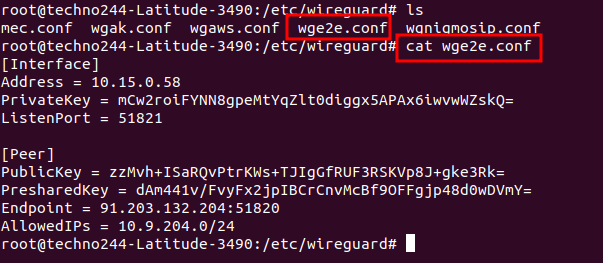 root@techno244-Latitude-3490:/etc/wireguard# ls
mec.conf wgak.conf wgaws.conf wge2e.conf wgnigmosip.conf
root@techno244-Latitude-3490:/etc/wireguard# cat wge2e.conf
[Interface]
Address = 10.15.0.58
PrivateKey = mCw2roiFYNN8gpeMtYqZlt0diggx5APAx6iwvwWZskQ=
ListenPort = 51821
[Peer]
PublicKey = zzMvh+ISaRQvPtrKWs+TJIgGfRUF3RSKVp8J+gke3Rk=
PresharedKey = dAm441v/FvyFx2jpIBCrCnvMcBf9OFFgjp48d0wDVmY=
Endpoint = 91.203.132.204:51820
AllowedIPs = 10.9.204.0/24
root@techno244-Latitude-3490:/etc/wireguard#